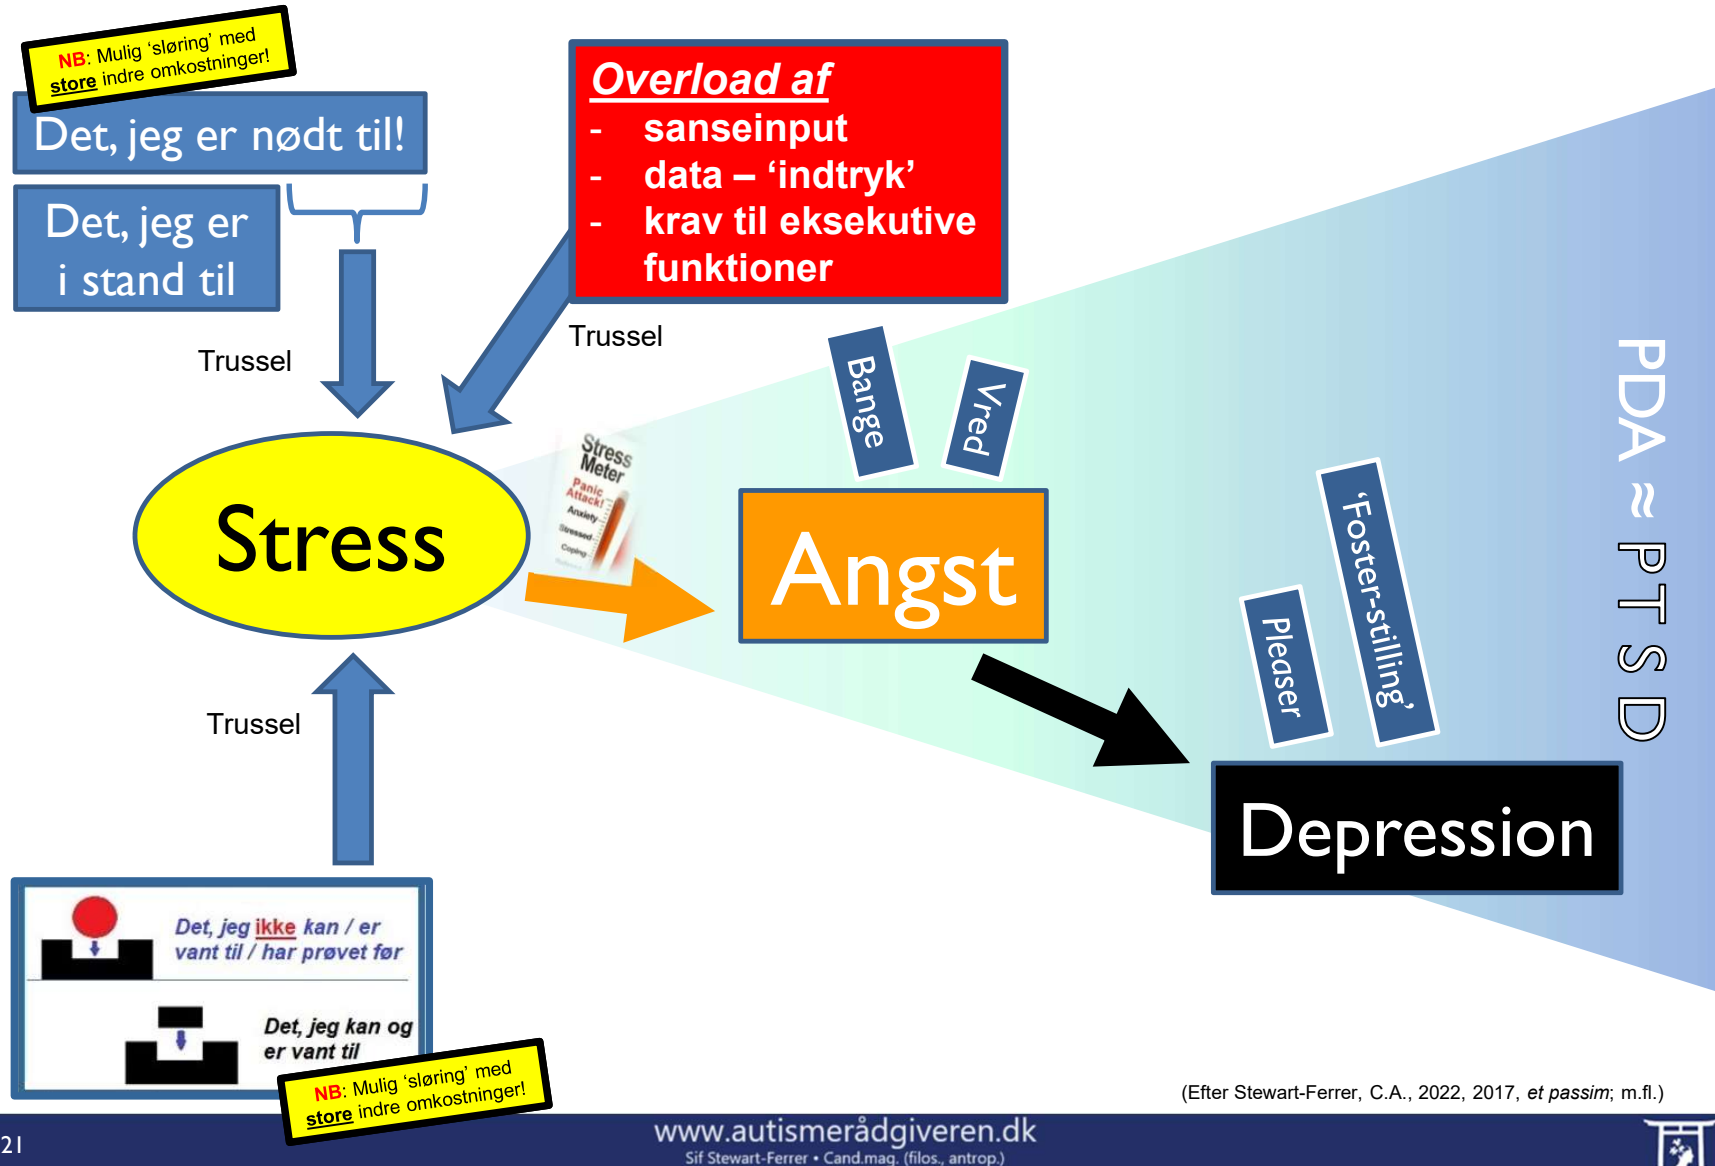 NB: Mulig ‘sløring’ med
store indre omkostninger!
Det, jeg er nødt til!
Det, jeg er
i stand til
Trussel
Overload af
- sanseinput
- data – ‘indtryk’
- krav til eksekutive
funktioner
Trussel
Stress
Stress
Meter
Panic
Attack!
Anxiety
Stressed
Coping
Bange
Vred
Angst
Pleaser
‘Foster-stilling’
Depression
PDA ≈ PTSD
Trussel
Det, jeg ikke kan / er
vant til / har prøvet før
Det, jeg kan og
er vant til
NB: Mulig ‘sløring’ med
store indre omkostninger!
(Efter Stewart-Ferrer, C.A., 2022, 2017, et passim; m.fl.)
21
www.autismerådgiveren.dk
Sif Stewart-Ferrer • Cand.mag. (filos., antrop.)